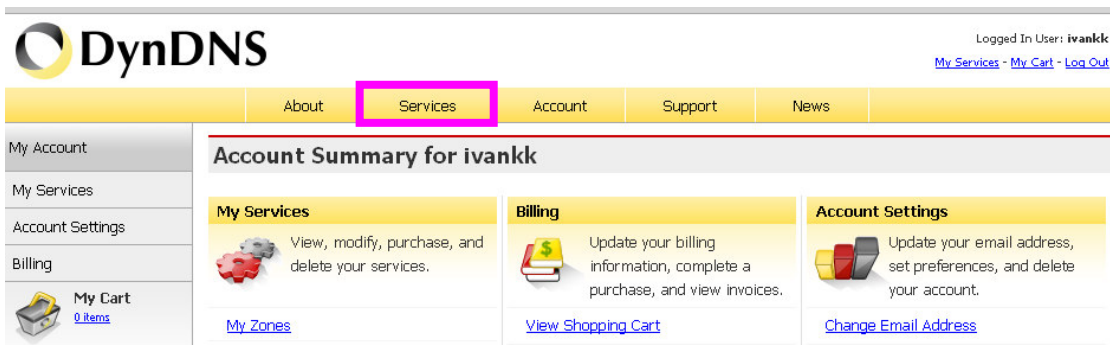 DynDNS
Logged In User: ivankk
My Services - My Cart - Log Out
About Services Account Support News
My Account
My Services
Account Settings
Billing
My Cart
0 items
Account Summary for ivankk
My Services
View, modify, purchase, and
delete your services.
My Zones
Billing
Update your billing
information, complete a
purchase, and view invoices.
View Shopping Cart
Account Settings
Update your email address,
set preferences, and delete
your account.
Change Email Address